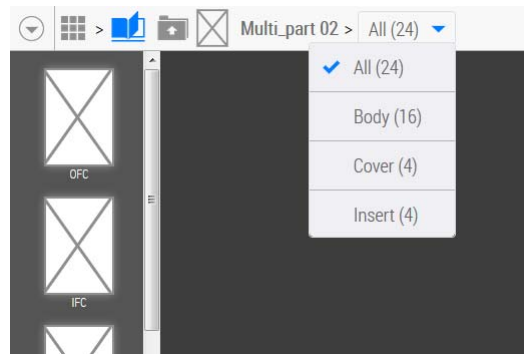 > Multi_part 02 > All (24)
All (24)
Body (16)
Cover (4)
Insert (4)
OFC
IFC